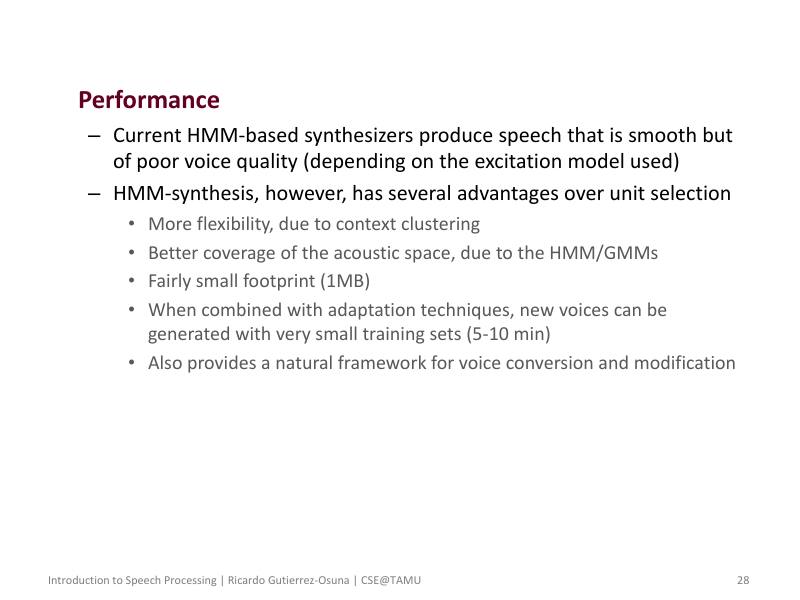 Performance
– Current HMM-based synthesizers produce speech that is smooth but
of poor voice quality (depending on the excitation model used)
– HMM-synthesis, however, has several advantages over unit selection
• More flexibility, due to context clustering
• Better coverage of the acoustic space, due to the HMM/GMMs
• Fairly small footprint (1MB)
• When combined with adaptation techniques, new voices can be
generated with very small training sets (5-10 min)
• Also provides a natural framework for voice conversion and modification
Introduction to Speech Processing | Ricardo Gutierrez-Osuna | CSE@TAMU 28